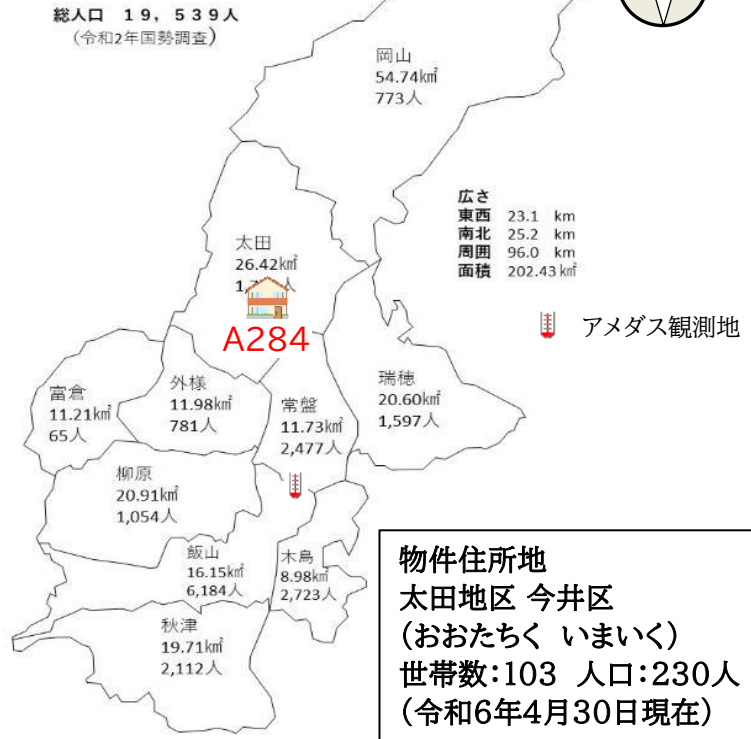 総人口 19,539人
(令和2年国勢調査)
岡山
54.74㎢
773人
広さ
東西 23.1 km
南北 25.2 km
周囲 96.0 km
面積 202.43㎢
太田
26.42㎢
A284
アメダス観測地
富倉
11.21㎢
65人
外様
11.98㎢
781人
常盤
11.73㎢
2,477人
瑞穂
20.60㎢
1,597人
柳原
20.91㎢
1,054人
飯山
16.15㎢
6,184人
木島
8.98㎢
2,723人
秋津
19.71㎢
2,112人
物件住所地
太田地区 今井区
(おおたちく いまいく)
世帯数:103 人口:230人
(令和6年4月30日現在)